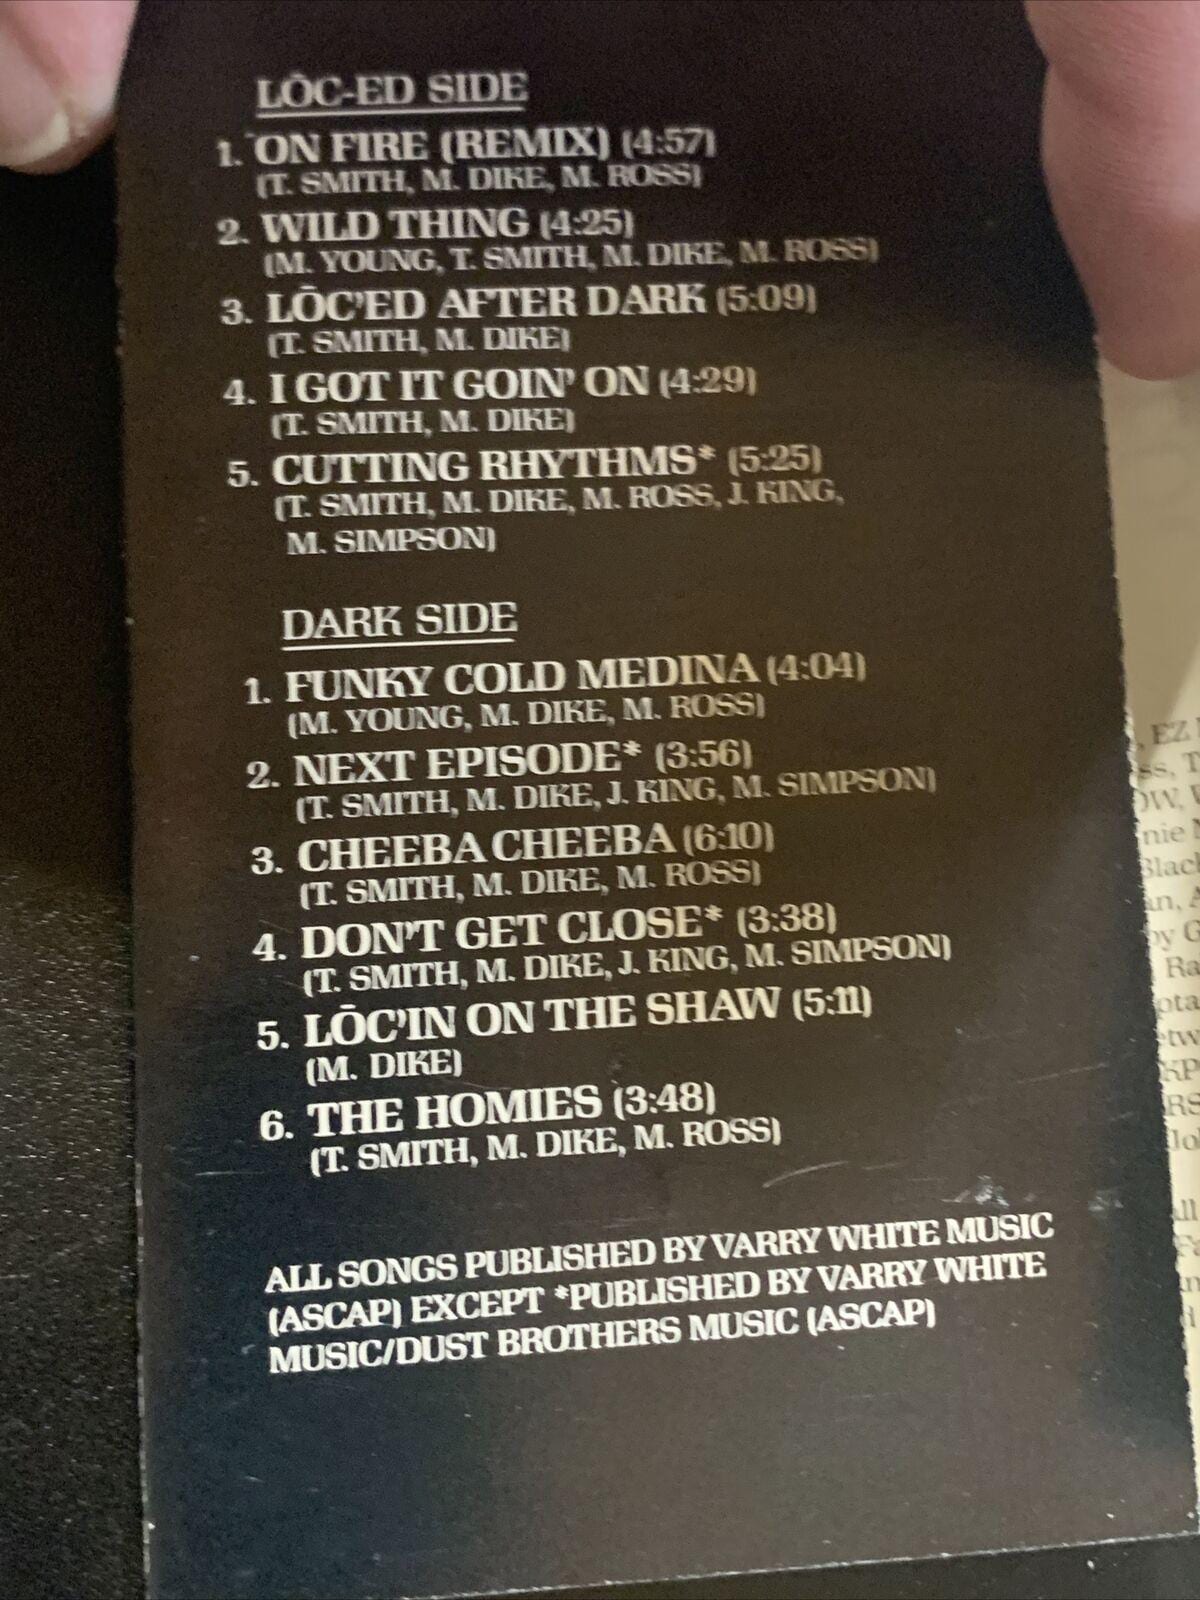 LŌC-ED SIDE
1. ON FIRE (REMIX) (4:57)
(T. SMITH, M. DIKE, M. ROSS)
2. WILD THING (4:25)
(M. YOUNG, T. SMITH, M. DIKE, M. ROSS)
3. LŌC'ED AFTER DARK (5:09)
(T. SMITH, M. DIKE)
4. I GOT IT GOIN' ON (4:29)
(T. SMITH, M. DIKE)
5. CUTTING RHYTHMS* (5:25)
(T. SMITH, M. DIKE, M. ROSS, J. KING,
M. SIMPSON)
DARK SIDE
1. FUNKY COLD MEDINA (4:04)
(M. YOUNG, M. DIKE, M. ROSS)
2. NEXT EPISODE* (3:56)
(T. SMITH, M. DIKE, J. KING, M. SIMPSON)
3. CHEEBA CHEEBA (6:10)
(T. SMITH, M. DIKE, M. ROSS)
4. DON'T GET CLOSE* (3:38)
(T. SMITH, M. DIKE, J. KING, M. SIMPSON)
5. LŌC'IN ON THE SHAW (5:11)
(M. DIKE)
6. THE HOMIES (3:48)
(T. SMITH, M. DIKE, M. ROSS)
ALL SONGS PUBLISHED BY VARRY WHITE MUSIC
(ASCAP) EXCEPT *PUBLISHED BY VARRY WHITE
MUSIC/DUST BROTHERS MUSIC (ASCAP)
, EZ